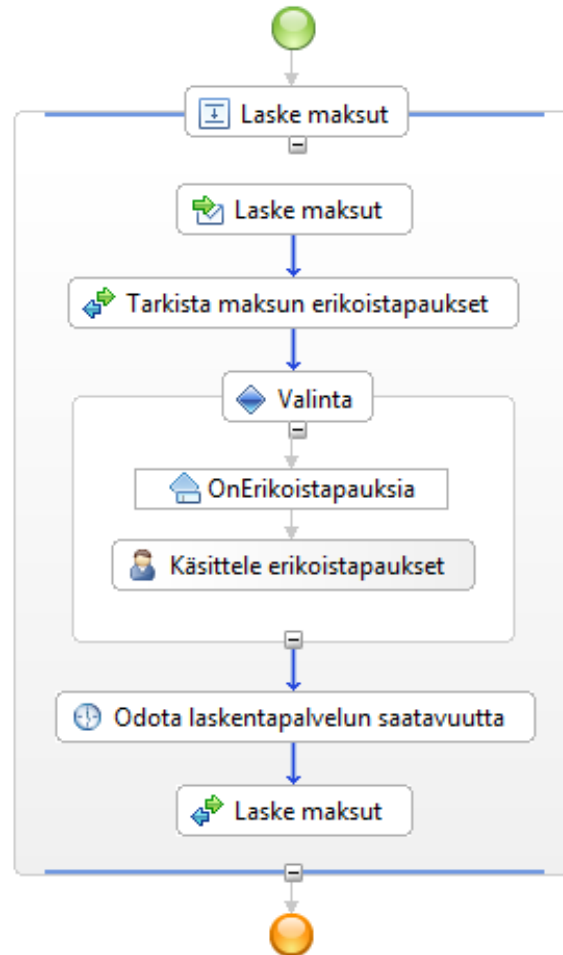 Laske maksut
Laske maksut
Tarkista maksun erikoistapaukset
Valinta
OnErikoistapauksia
Käsittele erikoistapaukset
Odota laskentapalvelun saatavuutta
Laske maksut